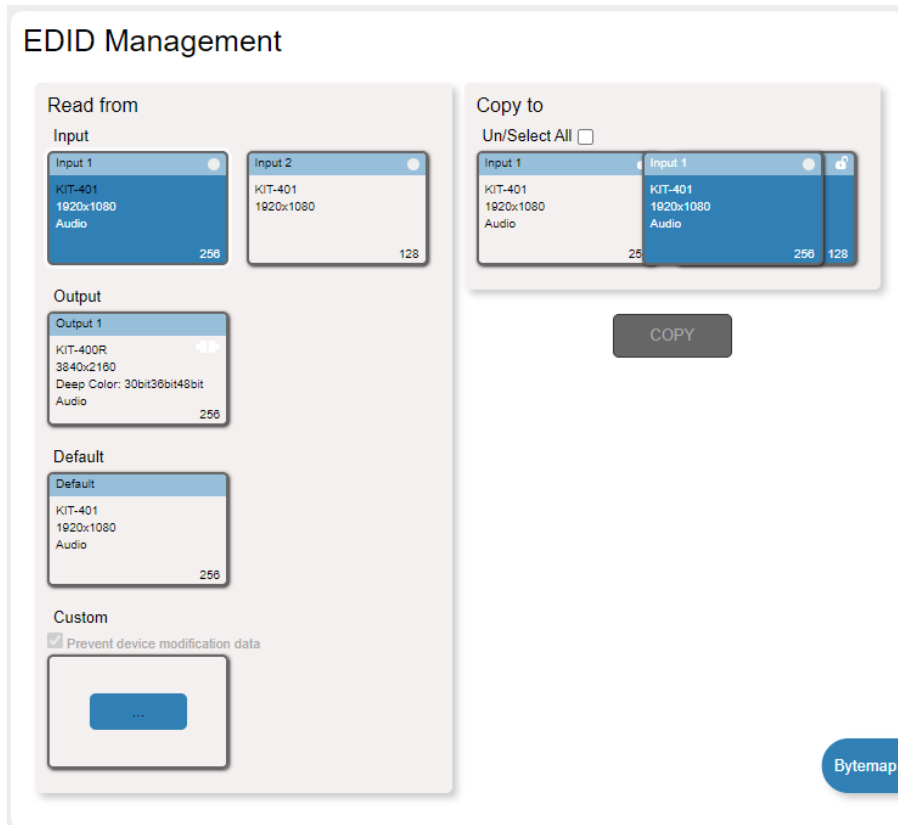 EDID Management
Read from
Input
Input 1
KIT-401
1920x1080
Audio
256
Input 2
KIT-401
1920x1080
128
Output
Output 1
KIT-400R
3840x2160
Deep Color: 30bit36bit48bit
Audio
256
Default
Default
KIT-401
1920x1080
Audio
256
Custom
Prevent device modification data
...
Copy to
Un/Select All
Input 1
KIT-401
1920x1080
Audio
25
Input 1
KIT-401
1920x1080
Audio
256
128
COPY
Bytemap